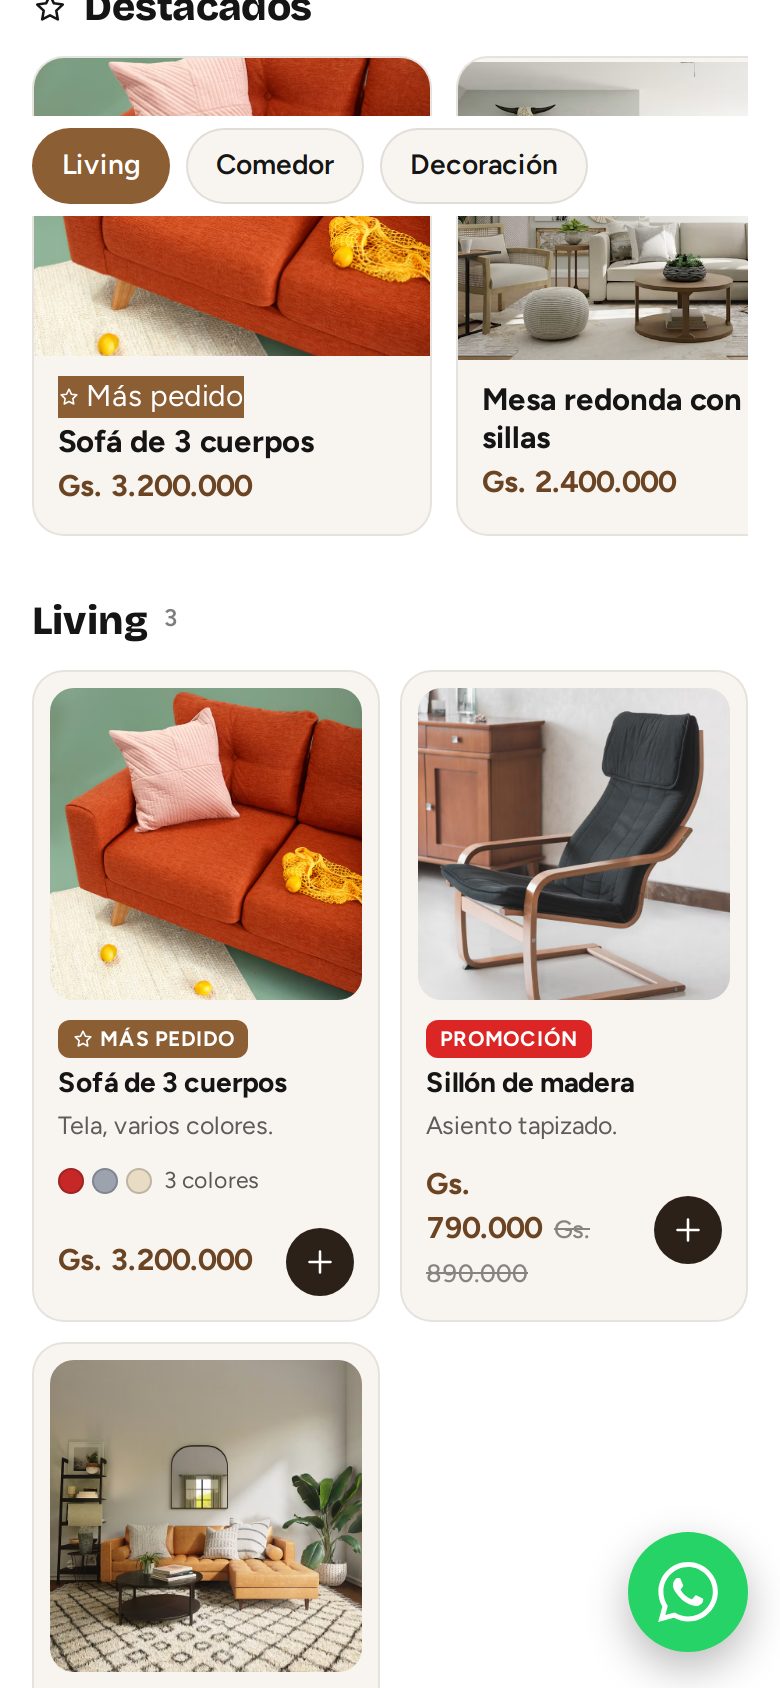 Destacados
Living
Comedor
Decoración
Más pedido
Sofá de 3 cuerpos
Gs. 3.200.000
Mesa redonda con
sillas
Gs. 2.400.000
Living 3
MÁS PEDIDO
Sofá de 3 cuerpos
Tela, varios colores.
3 colores
Gs. 3.200.000
PROMOCIÓN
Sillón de madera
Asiento tapizado.
Gs.
790.000 Gs.
890.000